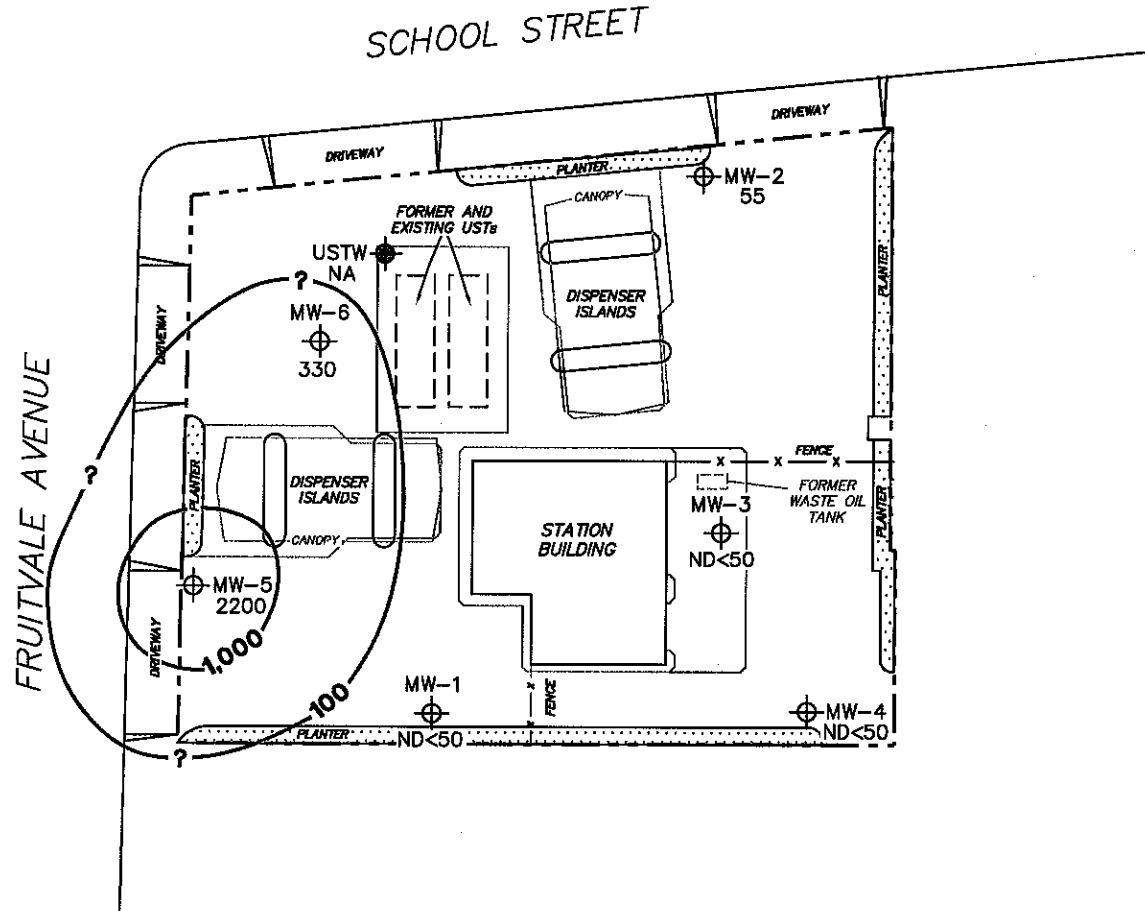 SCHOOL STREET
DRIVEWAY
DRIVEWAY
PLANTER
MW-2
55
CANOPY
FORMER AND
EXISTING USTs
USTW
NA
?
MW-6
330
DISPENSER
ISLANDS
PLANTER
DRIVEWAY
FRUITVALE AVENUE
?
PLANTER
DISPENSER
ISLANDS
CANOPY
x x x
FENCE
FORMER
WASTE OIL
TANK
MW-3
ND<50
STATION
BUILDING
PLANTER
MW-5
2200
1,000
DRIVEWAY
100
MW-1
ND<50
x
FENCE
x
MW-4
ND<50
PLANTER
?